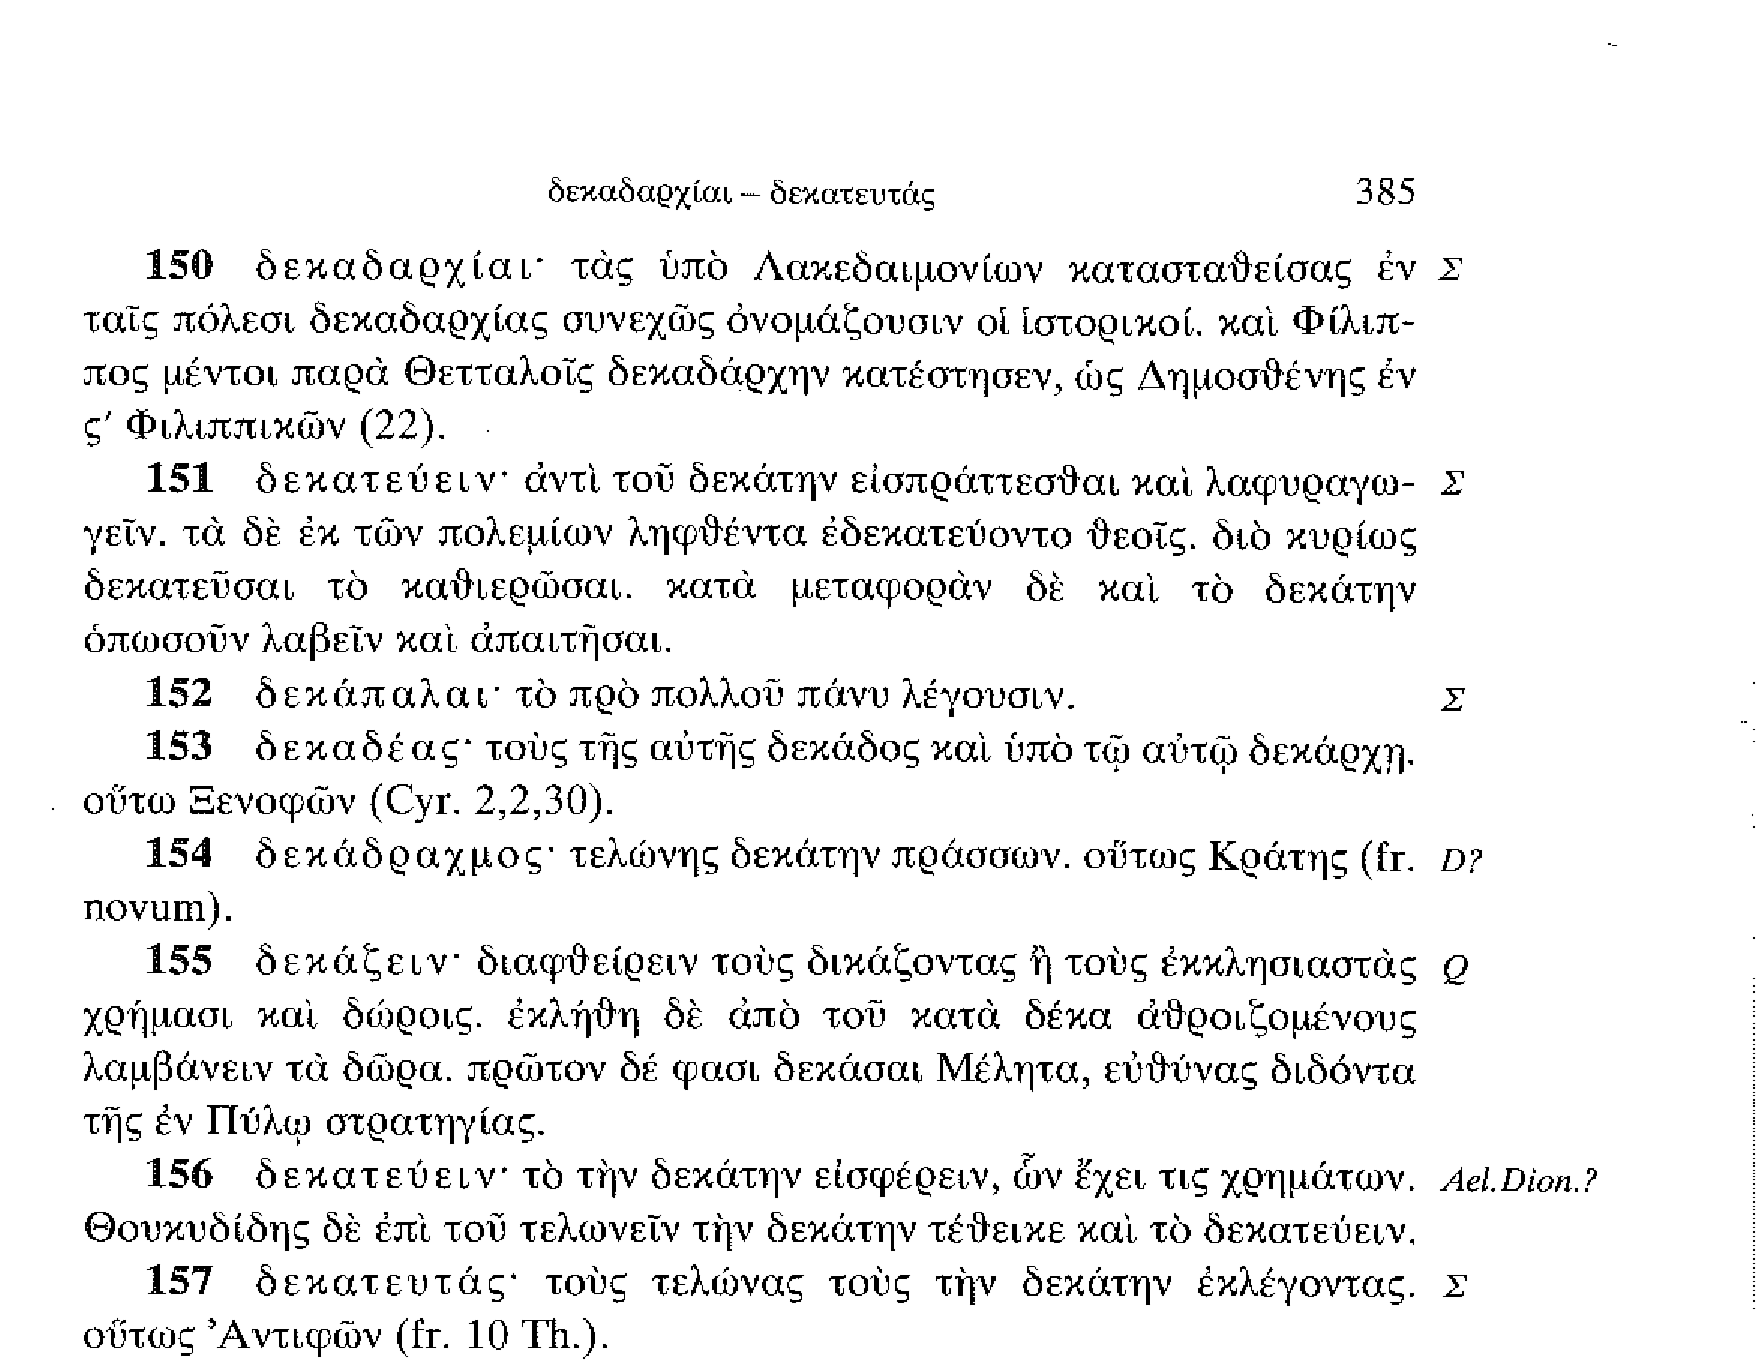 δεκαδαρχίαι – δεκατευτάς 385
150 δεκαδαρχίαι· τὰς ὑπὸ Λακεδαιμονίων κατασταθείσας ἐν Σ
ταῖς πόλεσι δεκαδαρχίας συνεχῶς ὀνομάζουσιν οἱ ἱστορικοί. καὶ Φίλιπ-
πος μέντοι παρὰ Θετταλοῖς δεκαδάρχην κατέστησεν, ὡς Δημοσθένης ἐν
ς′ Φιλιππικῶν (22).
151 δεκατεύειν· ἀντὶ τοῦ δεκάτην εἰσπράττεσθαι καὶ λαφυραγω- Σ
γεῖν. τὰ δὲ ἐκ τῶν πολεμίων ληφθέντα ἐδεκατεύοντο θεοῖς. διὸ κυρίως
δεκατεῦσαι τὸ καθιερῶσαι. κατὰ μεταφορὰν δὲ καὶ τὸ δεκάτην
ὁπωσοῦν λαβεῖν καὶ ἀπαιτῆσαι.
152 δεκάπαλαι· τὸ πρὸ πολλοῦ πάνυ λέγουσιν. Σ
153 δεκαδέας· τοὺς τῆς αὐτῆς δεκάδος καὶ ὑπὸ τῷ αὐτῷ δεκάρχῃ.
οὕτω Ξενοφῶν (Cyr. 2,2,30).
154 δεκάδραχμος· τελώνης δεκάτην πράσσων. οὕτως Κράτης (fr. D?
novum).
155 δεκάζειν· διαφθείρειν τοὺς δικάζοντας ἢ τοὺς ἐκκλησιαστὰς Q
χρήμασι καὶ δώροις. ἐκλήθη δὲ ἀπὸ τοῦ κατὰ δέκα ἀθροιζομένους
λαμβάνειν τὰ δῶρα. πρῶτον δέ φασι δεκάσαι Μέλητα, εὐθύνας διδόντα
τῆς ἐν Πύλῳ στρατηγίας.
156 δεκατεύειν· τὸ τὴν δεκάτην εἰσφέρειν, ὧν ἔχει τις χρημάτων. Ael.Dion.?
Θουκυδίδης δὲ ἐπὶ τοῦ τελωνεῖν τὴν δεκάτην τέθεικε καὶ τὸ δεκατεύειν.
157 δεκατευτάς· τοὺς τελώνας τοὺς τὴν δεκάτην ἐκλέγοντας. Σ
οὕτως Ἀντιφῶν (fr. 10 Th.).